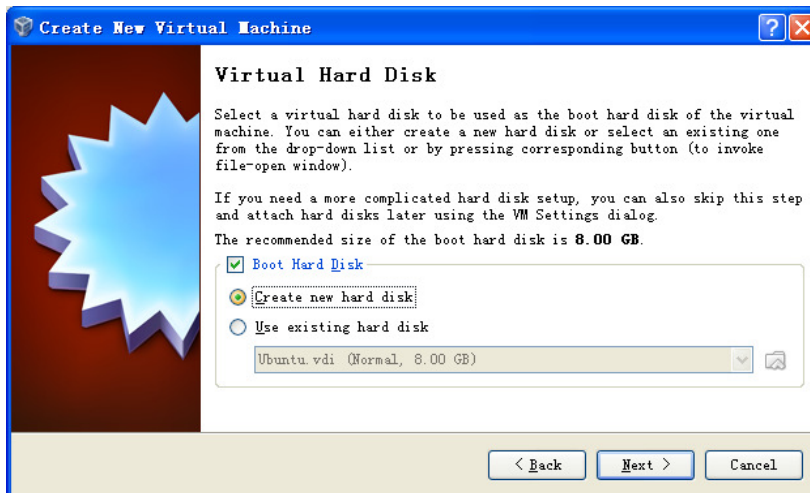 Create New Virtual Machine
Virtual Hard Disk
Select a virtual hard disk to be used as the boot hard disk of the virtual
machine. You can either create a new hard disk or select an existing one
from the drop-down list or by pressing corresponding button (to invoke
file-open window).
If you need a more complicated hard disk setup, you can also skip this step
and attach hard disks later using the VM Settings dialog.
The recommended size of the boot hard disk is 8.00 GB.
Boot Hard Disk
Create new hard disk
Use existing hard disk
Ubuntu.vdi (Normal, 8.00 GB)
< Back Next > Cancel